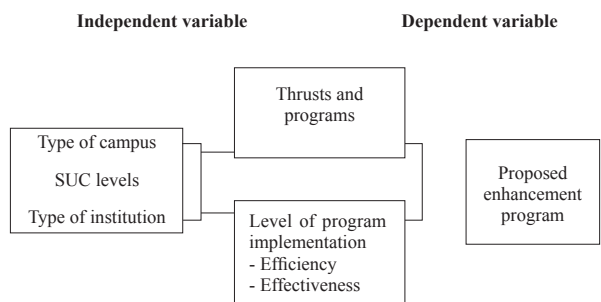 Independent variable
Dependent variable
Thrusts and
programs
Type of campus
SUC levels
Type of institution
Level of program
implementation
- Efficiency
- Effectiveness
Proposed
enhancement
program